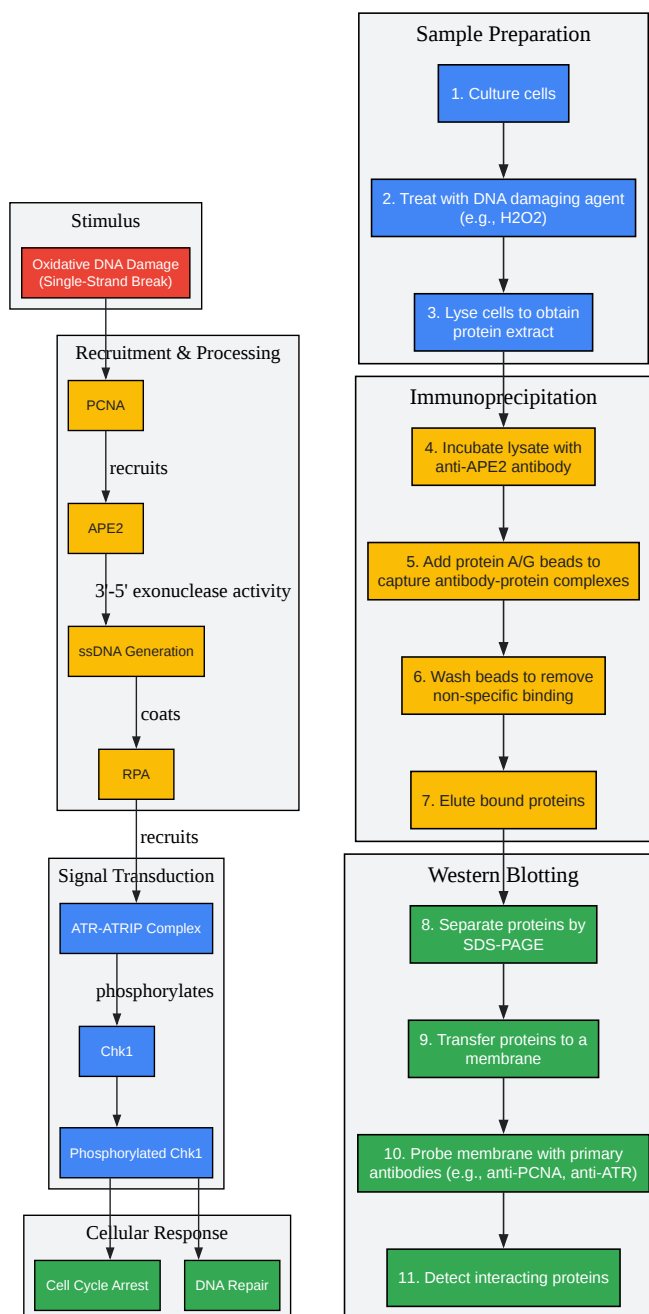 Stimulus
Oxidative DNA Damage
(Single-Strand Break)
Recruitment & Processing
PCNA
recruits
APE2
3'-5' exonuclease activity
ssDNA Generation
coats
RPA
recruits
Signal Transduction
ATR-ATRIP Complex
phosphorylates
Chk1
Phosphorylated Chk1
Cellular Response
Cell Cycle Arrest
DNA Repair
Sample Preparation
1. Culture cells
2. Treat with DNA damaging agent
(e.g., H2O2)
3. Lyse cells to obtain
protein extract
Immunoprecipitation
4. Incubate lysate with
anti-APE2 antibody
5. Add protein A/G beads to
capture antibody-protein complexes
6. Wash beads to remove
non-specific binding
7. Elute bound proteins
Western Blotting
8. Separate proteins by
SDS-PAGE
9. Transfer proteins to a
membrane
10. Probe membrane with primary
antibodies (e.g., anti-PCNA, anti-ATR)
11. Detect interacting proteins